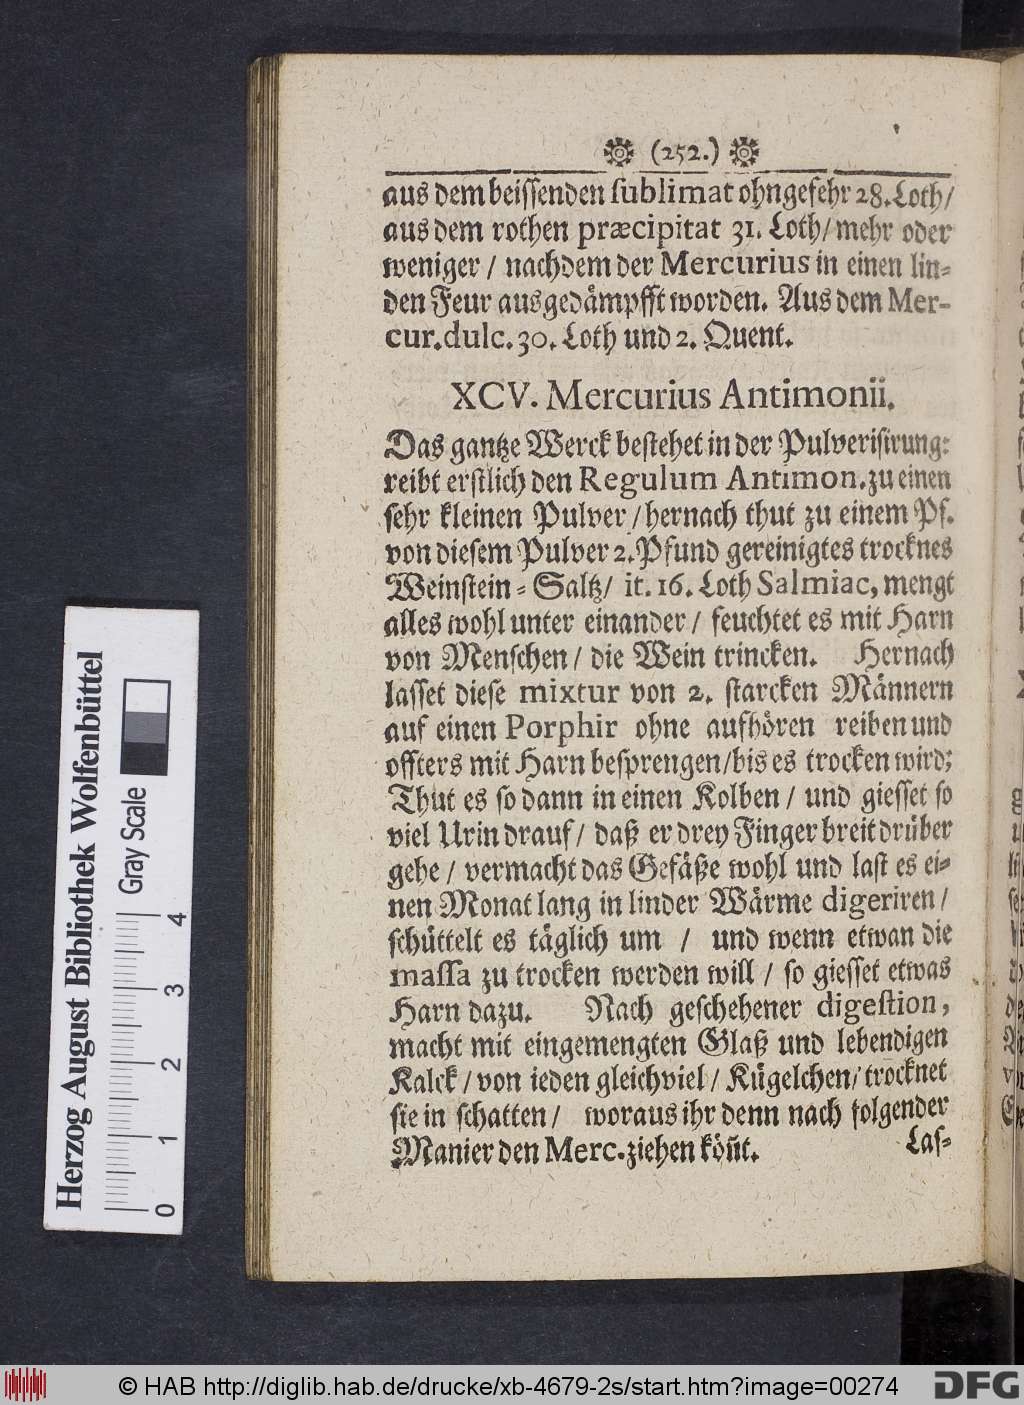 (252.)
aus dem beissenden ſublimat ohngefehr 28. Loth/
aus dem rothen præcipitat 31. Loth/ mehr oder
weniger / nachdem der Mercurius in einen lin-
den Feur ausgedämpfft worden. Aus dem Mer-
cur. dulc. 30. Loth und 2. Quent.
XCV. Mercurius Antimonii.
Das gantze Werck bestehet in der Pulverisirung:
reibt erstlich den Regulum Antimon. zu einen
sehr kleinen Pulver / hernach thut zu einem Pf.
von diesem Pulver 2. Pfund gereinigtes trocknes
Weinstein-Saltz/ it. 16. Loth Salmiac, mengt
alles wohl unter einander / feuchtet es mit Harn
von Menschen / die Wein trincken. Hernach
lasset diese mixtur von 2. starcken Männern
auf einen Porphir ohne aufhören reiben und
offters mit Harn besprengen/ bis es trocken wird;
Thut es so dann in einen Kolben / und giesset so
viel Urin drauf / daß er drey Finger breit drüber
gehe / vermacht das Gefäße wohl und last es ei-
nen Monat lang in linder Wärme digeriren /
schüttelt es täglich um / und wenn etwan die
maſſa zu trocken werden will / so giesset etwas
Harn dazu. Nach geschehener digeſtion,
macht mit eingemengten Glaß und lebendigen
Kalck / von ieden gleichviel / Kügelchen/ trocknet
sie in schatten / woraus ihr denn nach folgender
Manier den Merc. ziehen kön̄t.
Las-
Herzog August Bibliothek Wolfenbüttel
Gray Scale
0 1 2 3 4
© HAB http://diglib.hab.de/drucke/xb-4679-2s/start.htm?image=00274
DFG